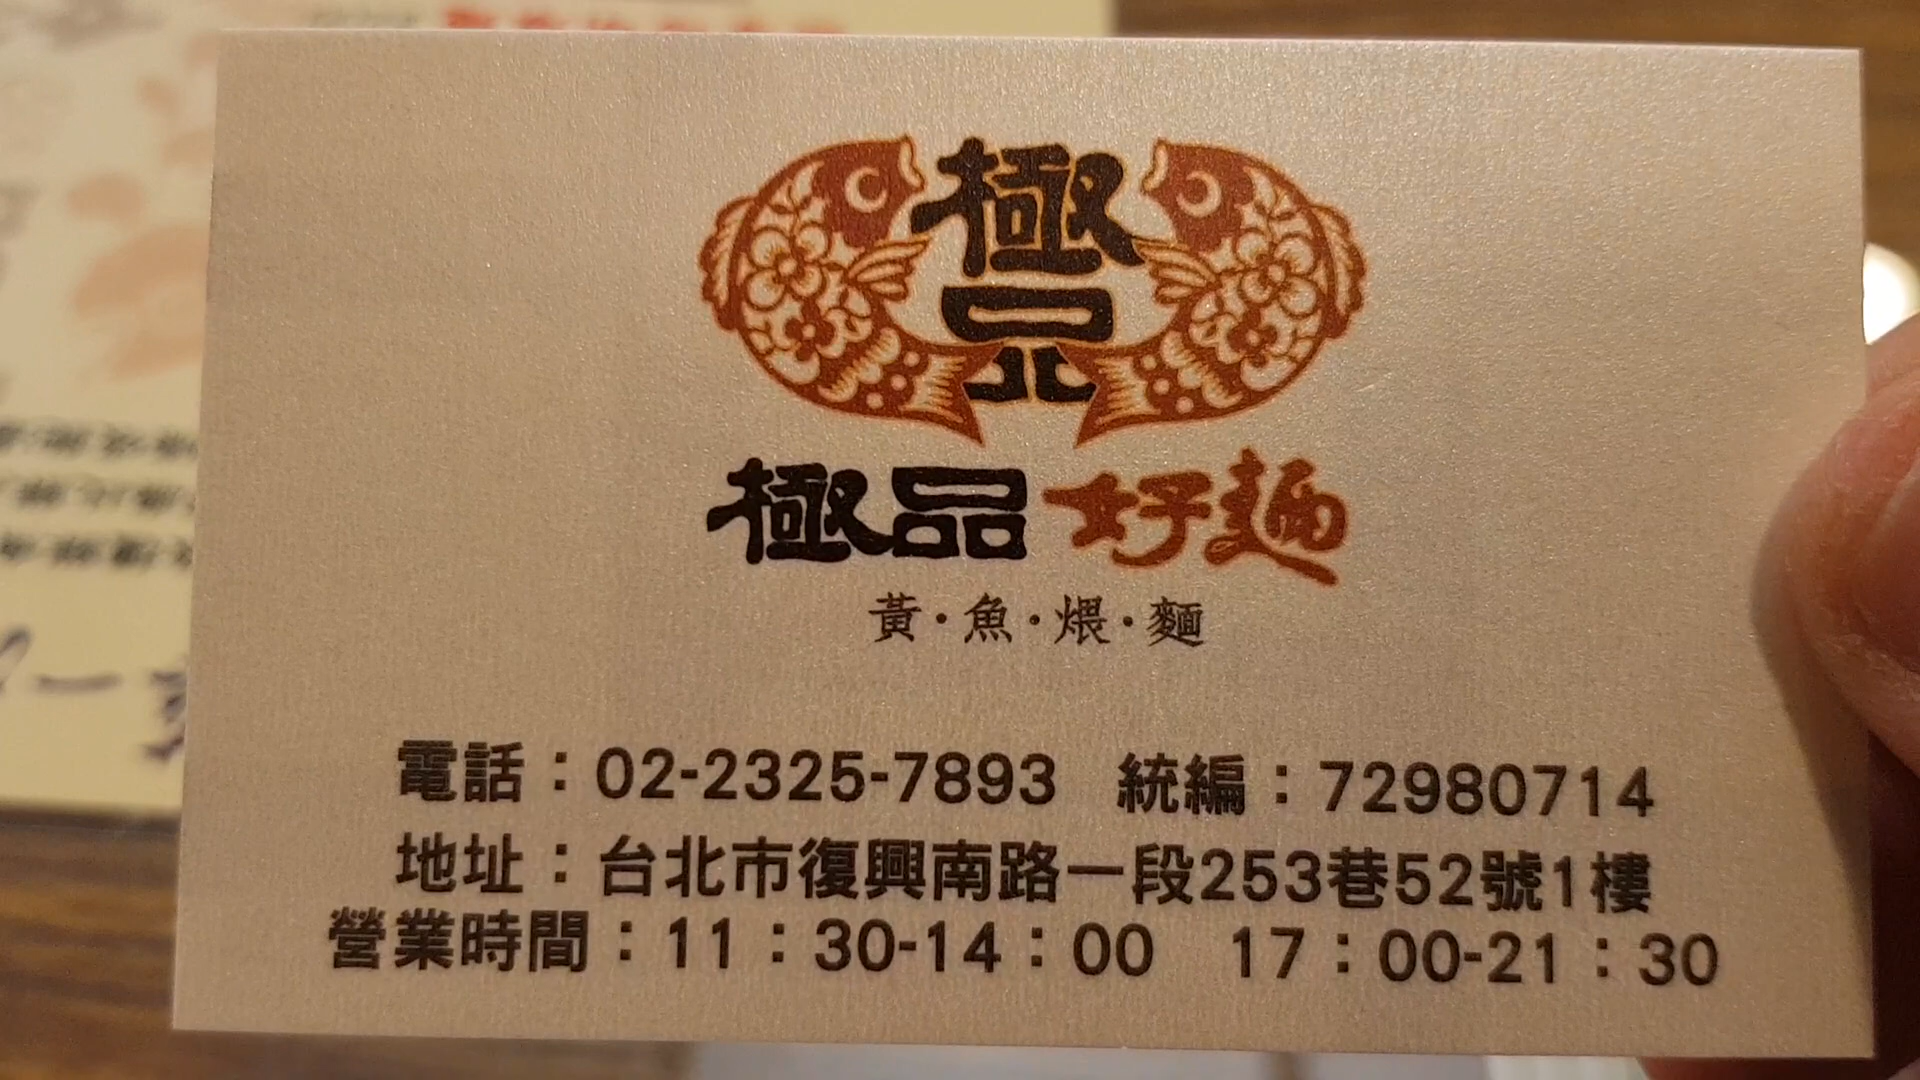 極
品
極品 好麵
黃・魚・煨・麵
電話：02-2325-7893 統編：72980714
地址：台北市復興南路一段253巷52號1樓
營業時間：11：30-14：00 17：00-21：30